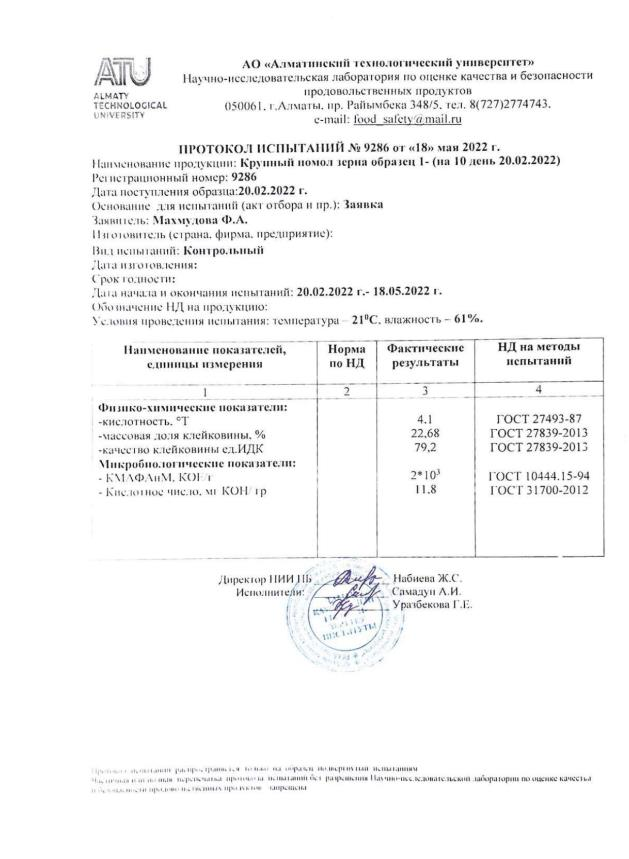 ATU
ALMATY
TECHNOLOGICAL
UNIVERSITY
АО «Алматинский технологический университет»
Научно-исследовательская лаборатория по оценке качества и безопасности
продовольственных продуктов
050061, г.Алматы, пр. Райымбека 348/5, тел. 8(727)2774743,
e-mail: food_safety@mail.ru
ПРОТОКОЛ ИСПЫТАНИЙ № 9286 от «18» мая 2022 г.
Наименование продукции: Крупный помол зерна образец 1- (на 10 день 20.02.2022)
Регистрационный номер: 9286
Дата поступления образца:20.02.2022 г.
Основание для испытаний (акт отбора и пр.): Заявка
Заявитель: Махмудова Ф.А.
Изготовитель (страна, фирма, предприятие):
Вид испытаний: Контрольный
Дата изготовления:
Срок годности:
Дата начала и окончания испытаний: 20.02.2022 г.- 18.05.2022 г.
Обозначение НД на продукцию:
Условия проведения испытания: температура – 21⁰С, влажность – 61%.
Наименование показателей, единицы измерения | Норма по НД | Фактические результаты | НД на методы испытаний
1 2 3 4
Физико-химические показатели:
-кислотность, °Т 4,1 ГОСТ 27493-87
-массовая доля клейковины, % 22,68 ГОСТ 27839-2013
-качество клейковины ед.ИДК 79,2 ГОСТ 27839-2013
Микробиологические показатели:
- КМАФАнМ, КОЕ/г 2*10³ ГОСТ 10444.15-94
- Кислотное число, мг КОН/ гр 11,8 ГОСТ 31700-2012
Директор НИИ ПБ Набиева Ж.С.
Исполнители: Самадун А.И.
Уразбекова Г.Е.
ИНСТИТУТЫ
Протокол испытаний распространяется только на образец подвергнутый испытаниям
Частичная или полная перепечатка протокола испытаний без разрешения Научно-исследовательской лаборатории по оценке качества
и безопасности продовольственных продуктов запрещена